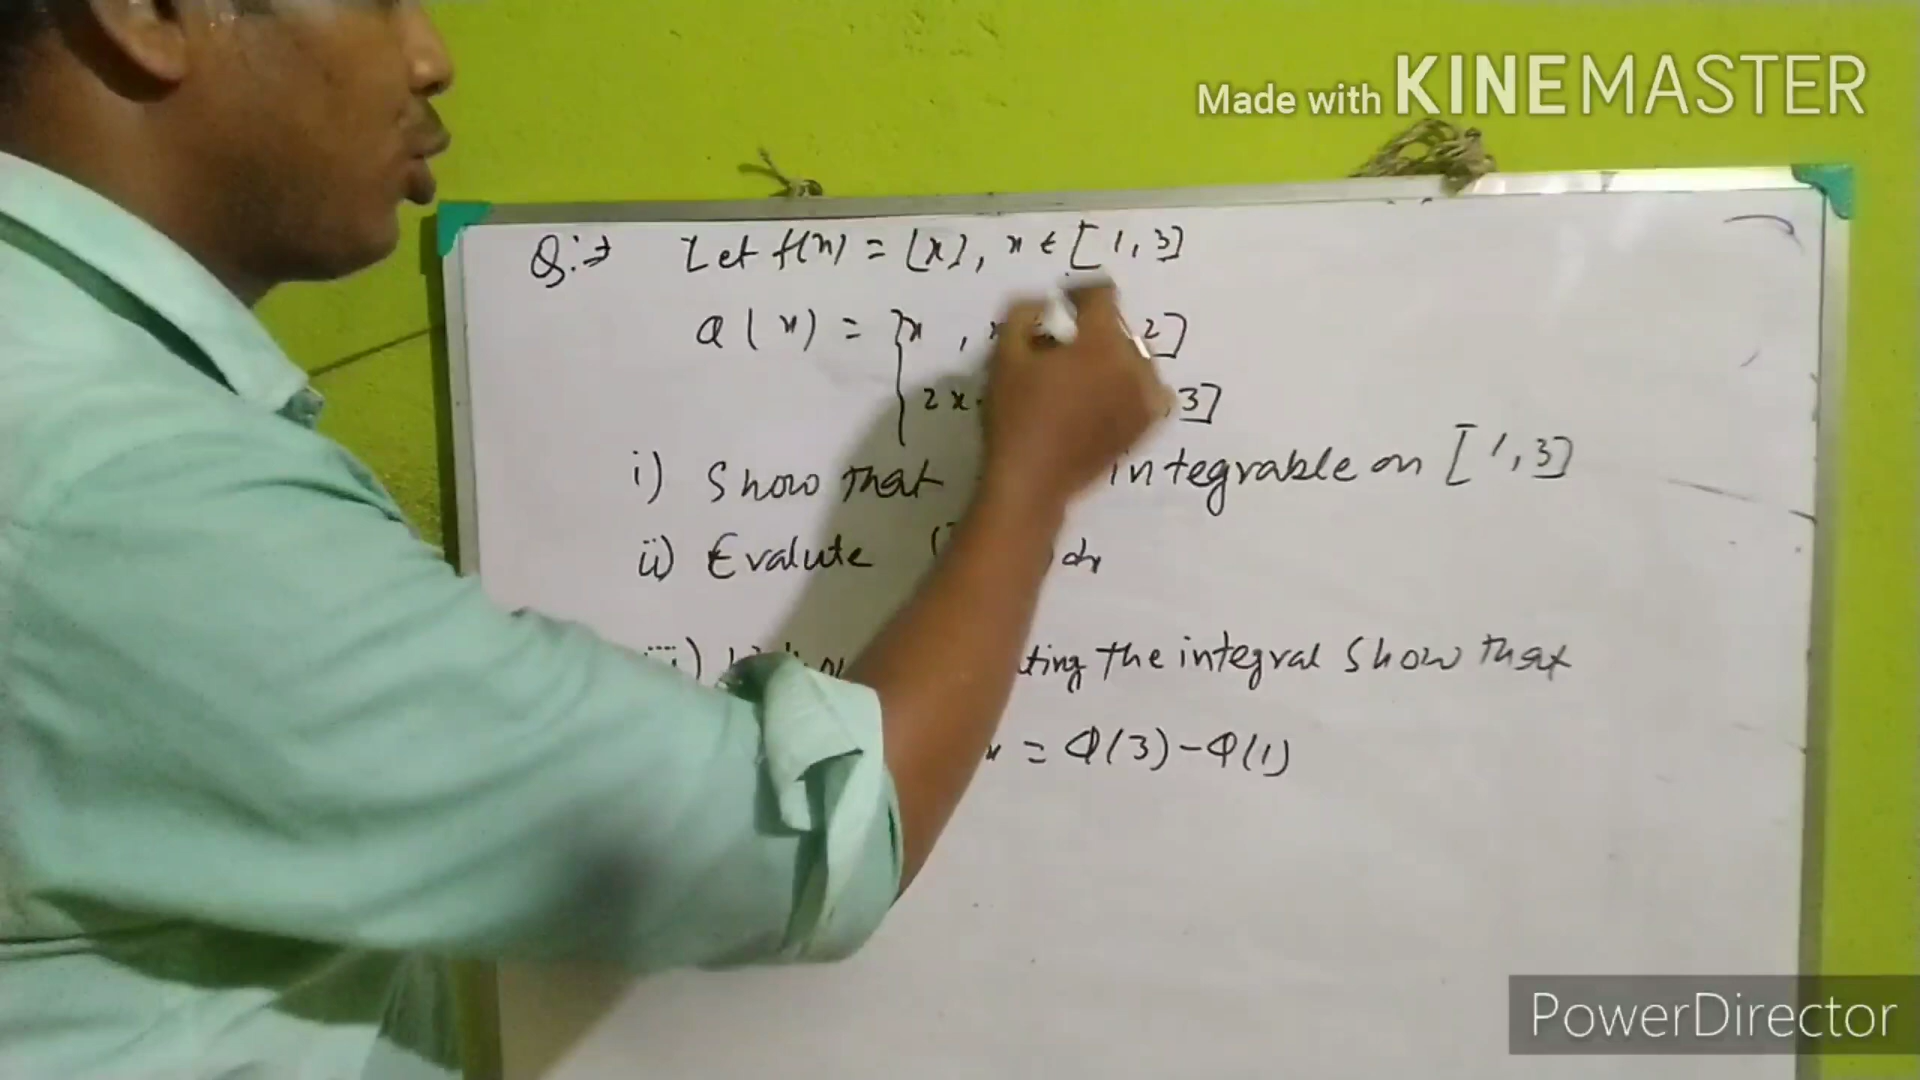 Made with KINEMASTER
Q:⇒ Let f(x) = [x], x ∈ [1,3]
φ(x) = { x , x 2]
2x 3]
i) Show that integrable on [1,3]
ii) Evalute dx
iii) ting the integral Show that
x = φ(3)-φ(1)
PowerDirector